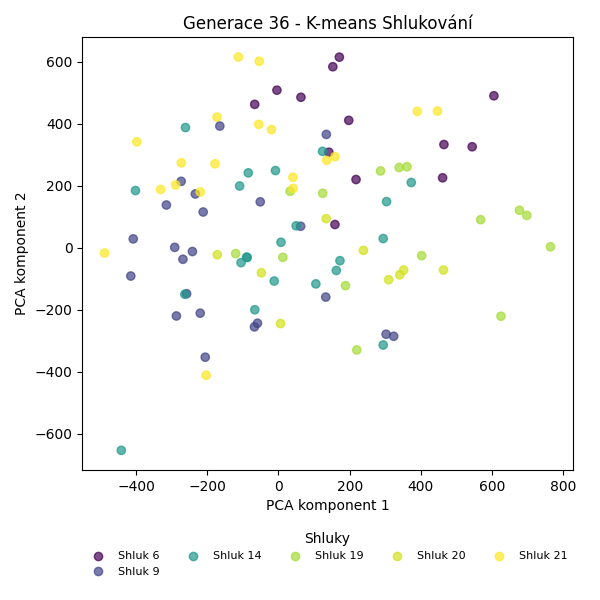 Generace 36 - K-means Shlukování
600
400
200
0
−200
−400
−600
PCA komponent 2
−400 −200 0 200 400 600 800
PCA komponent 1
Shluky
Shluk 6 Shluk 14 Shluk 19 Shluk 20 Shluk 21
Shluk 9